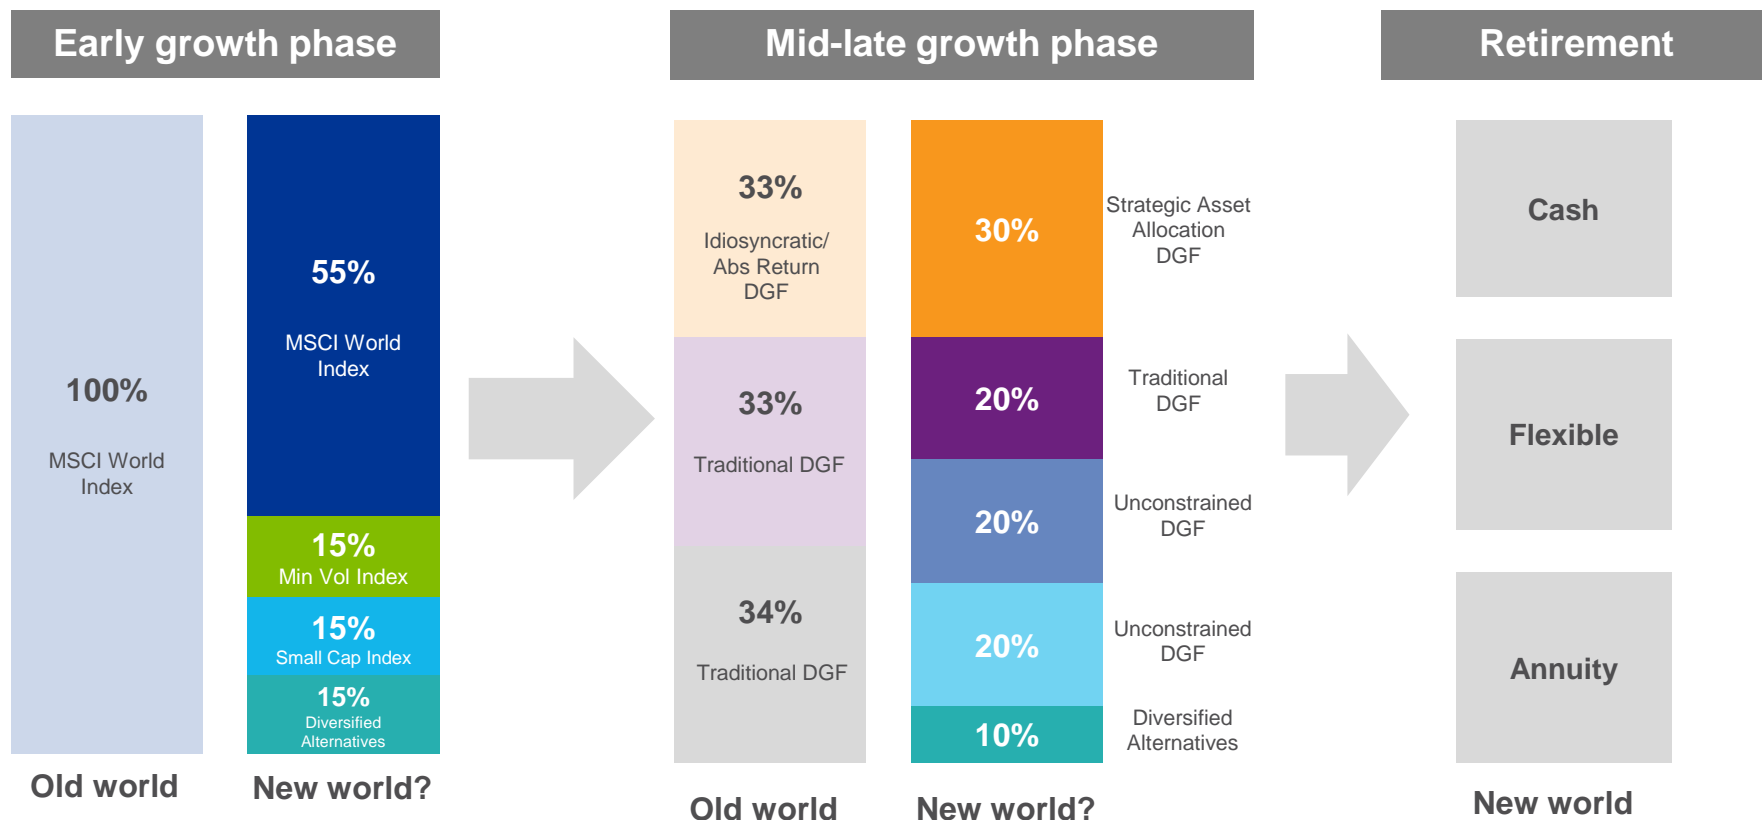 Early growth phase
Mid-late growth phase
Retirement
100%
MSCI World
Index
Old world
55%
MSCI World
Index
15%
Min Vol Index
15%
Small Cap Index
15%
Diversified
Alternatives
New world?
33%
Idiosyncratic/
Abs Return
DGF
33%
Traditional DGF
34%
Traditional DGF
Old world
30%
Strategic Asset
Allocation
DGF
20%
Traditional
DGF
20%
Unconstrained
DGF
20%
Unconstrained
DGF
10%
Diversified
Alternatives
New world?
Cash
Flexible
Annuity
New world